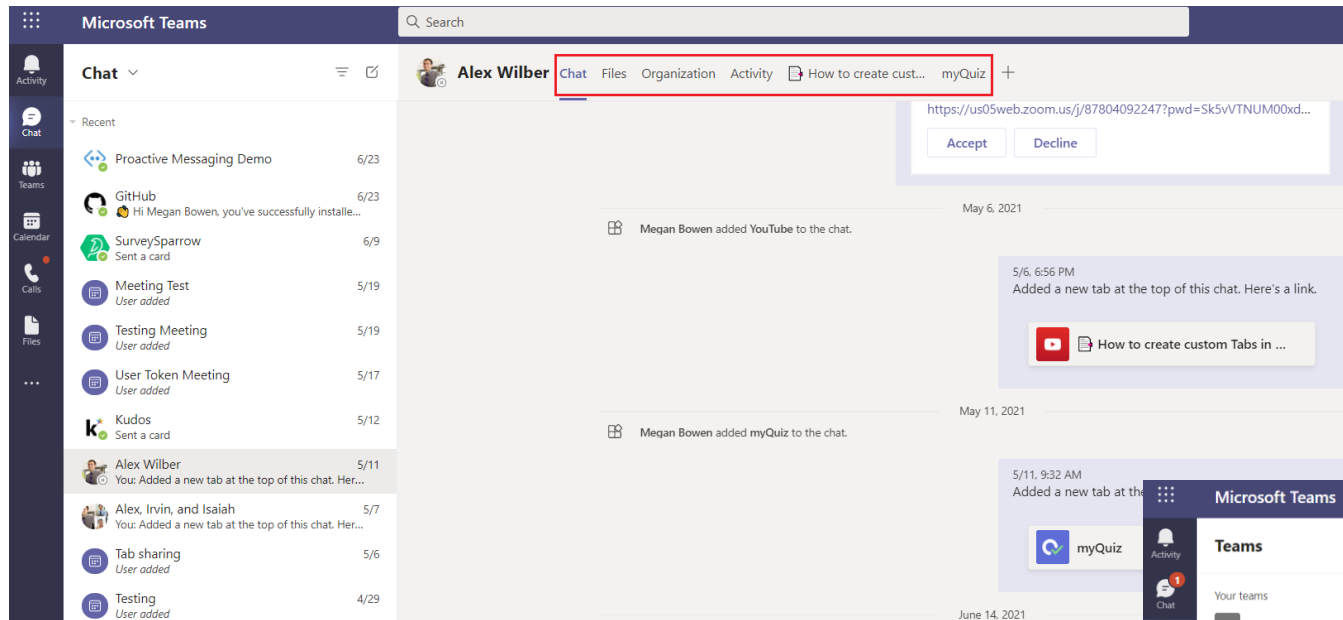 Microsoft Teams
Search
Activity
Chat
Teams
Calendar
Calls
Files
Chat
Recent
Proactive Messaging Demo 6/23
GitHub 6/23
Hi Megan Bowen, you've successfully installe...
SurveySparrow 6/9
Sent a card
Meeting Test 5/19
User added
Testing Meeting 5/19
User added
User Token Meeting 5/17
User added
Kudos 5/12
Sent a card
Alex Wilber 5/11
You: Added a new tab at the top of this chat. Her...
Alex, Irvin, and Isaiah 5/7
You: Added a new tab at the top of this chat. Her...
Tab sharing 5/6
User added
Testing 4/29
User added
Alex Wilber Chat Files Organization Activity How to create cust... myQuiz
https://us05web.zoom.us/j/87804092247?pwd=Sk5vVTNUM00xd...
Accept Decline
May 6, 2021
Megan Bowen added YouTube to the chat.
5/6, 6:56 PM
Added a new tab at the top of this chat. Here's a link.
How to create custom Tabs in ...
May 11, 2021
Megan Bowen added myQuiz to the chat.
5/11, 9:32 AM
Added a new tab at the
myQuiz
June 14, 2021
Microsoft Teams
Activity
Teams
1
Chat
Your teams